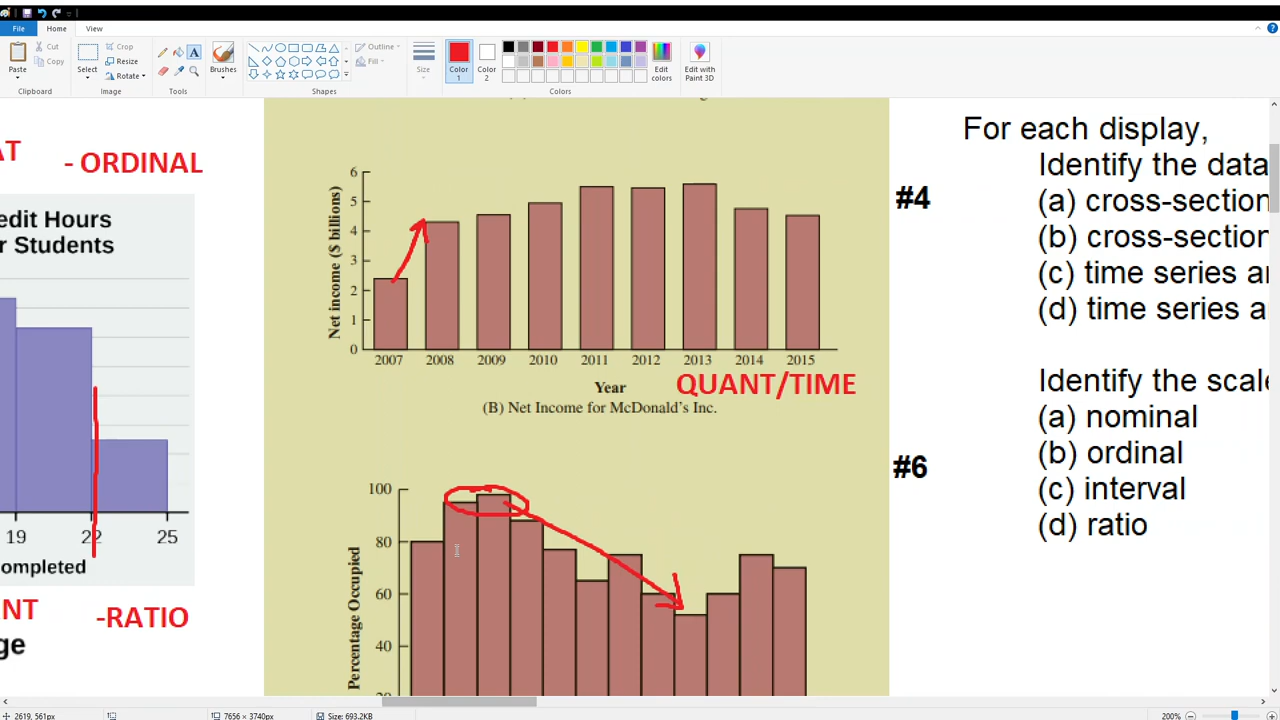 File
Home
View
Paste
Cut
Copy
Clipboard
Select
Crop
Resize
Rotate
Image
Tools
A
Brushes
Outline
Fill
Shapes
Size
Color
1
Color
2
Edit
colors
Edit with
Paint 3D
Colors
AT
- ORDINAL
edit Hours
r Students
19
22
25
ompleted
NT
-RATIO
ge
Net income ($ billions)
6
5
4
3
2
1
0
2007 2008 2009 2010 2011 2012 2013 2014 2015
Year
QUANT/TIME
(B) Net Income for McDonald's Inc.
Percentage Occupied
100
80
60
40
20
#4
#6
For each display,
Identify the data
(a) cross-section
(b) cross-section
(c) time series a
(d) time series a
Identify the scale
(a) nominal
(b) ordinal
(c) interval
(d) ratio
2619, 561px
7656 × 3740px
Size: 693.2KB
200%